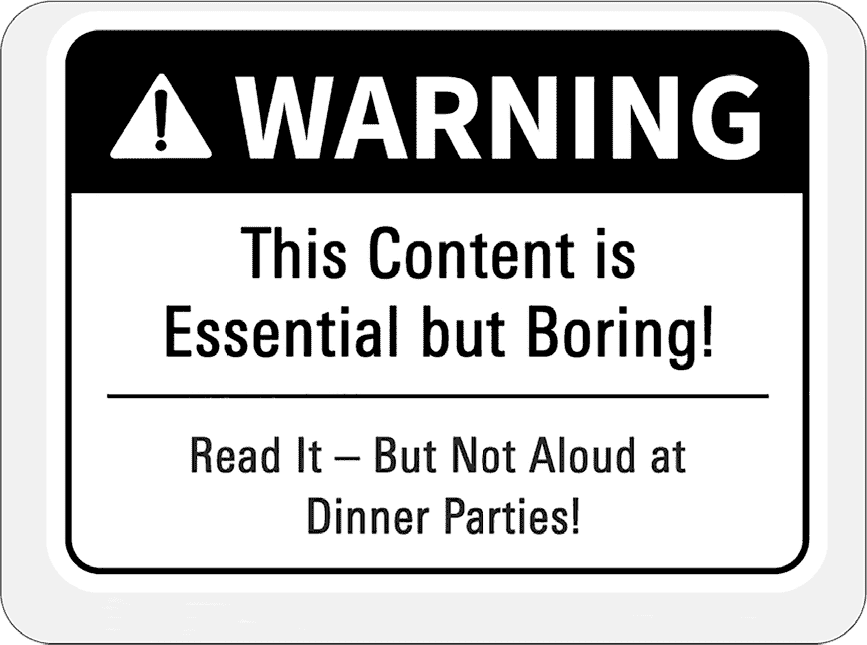 WARNING
This Content is
Essential but Boring!
Read It – But Not Aloud at
Dinner Parties!